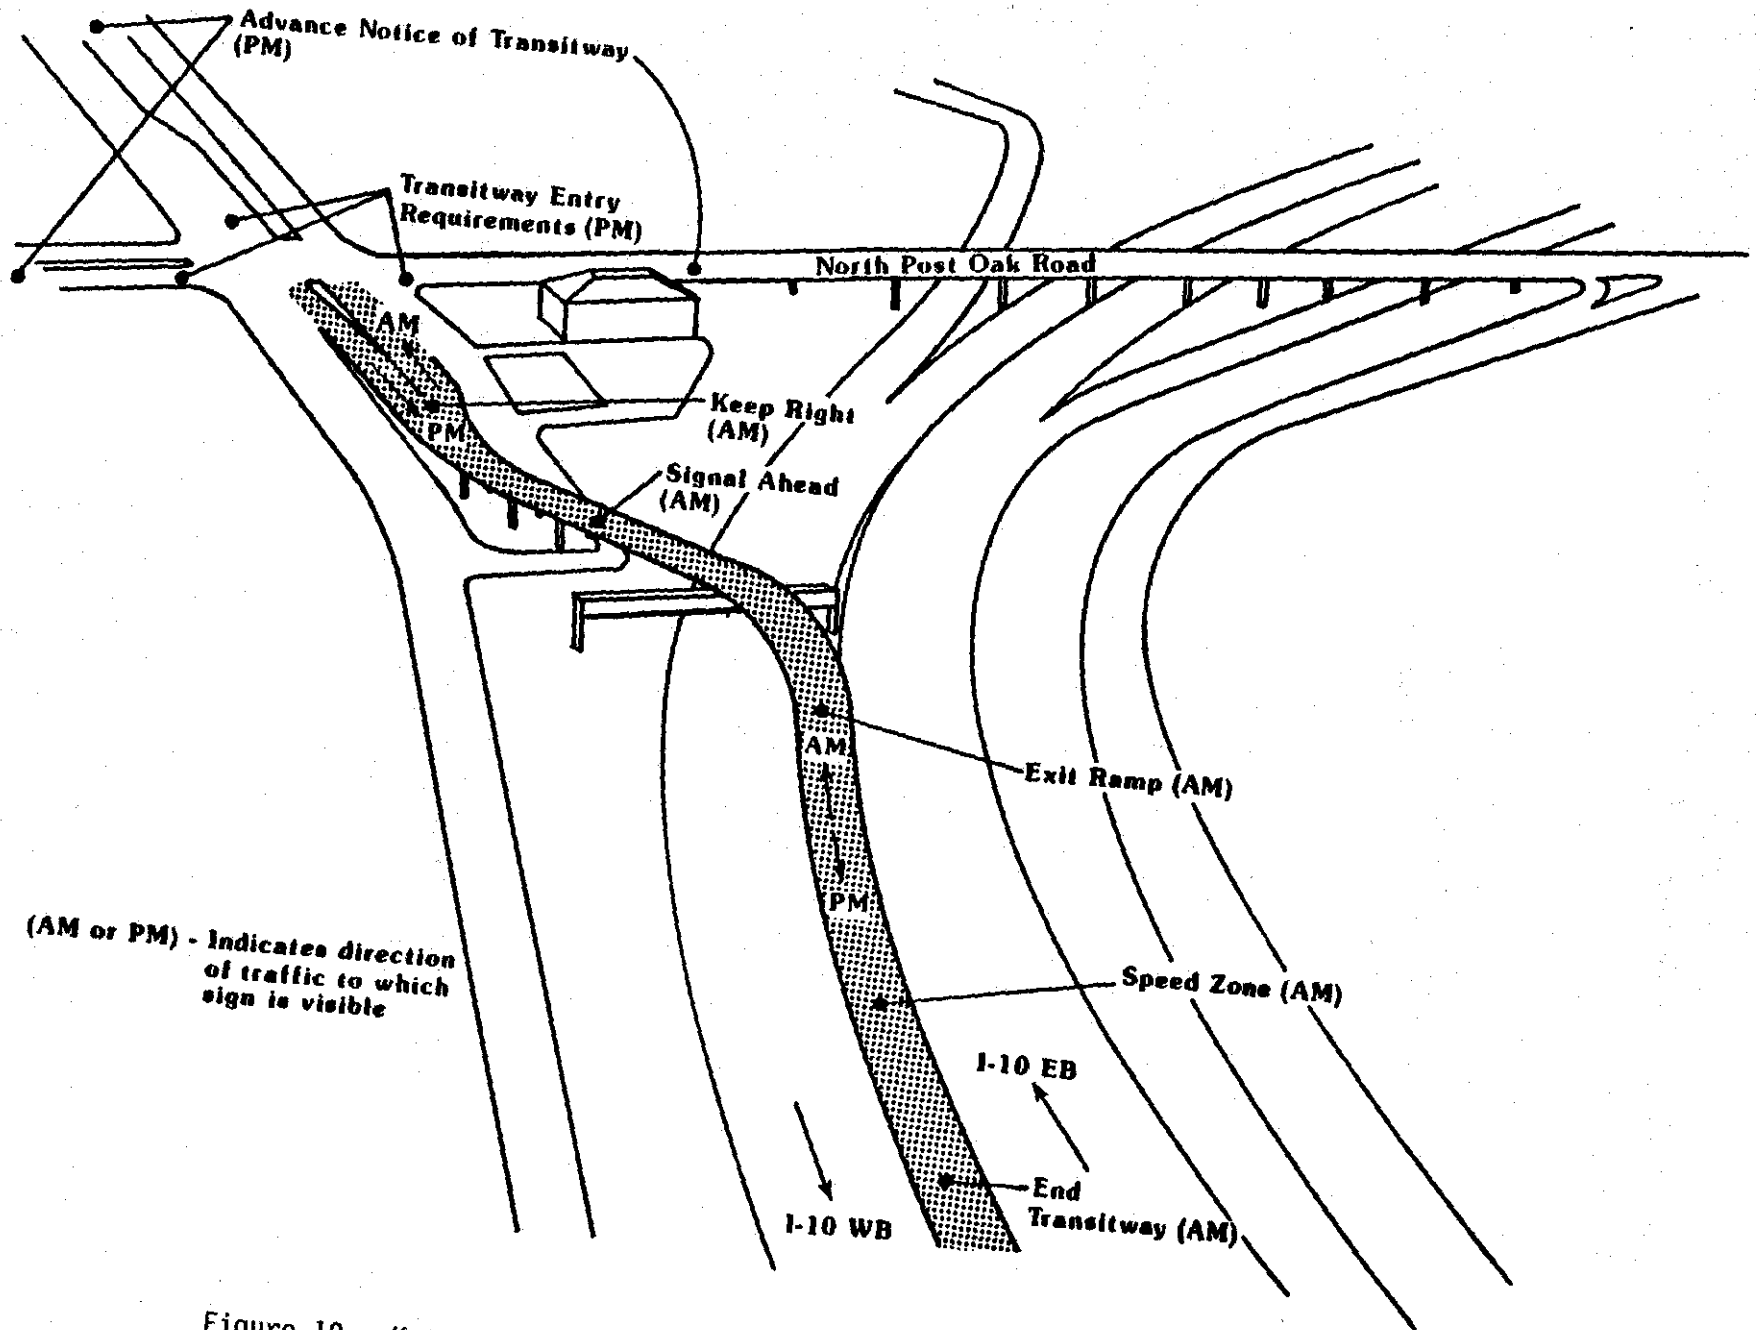 Advance Notice of Transitway
(PM)
Transitway Entry
Requirements (PM)
North Post Oak Road
AM
Keep Right
(AM)
PM
Signal Ahead
(AM)
AM
Exit Ramp (AM)
PM
(AM or PM) - Indicates direction
of traffic to which
sign is visible
Speed Zone (AM)
I-10 EB
End
Transitway (AM)
I-10 WB
Figure 10